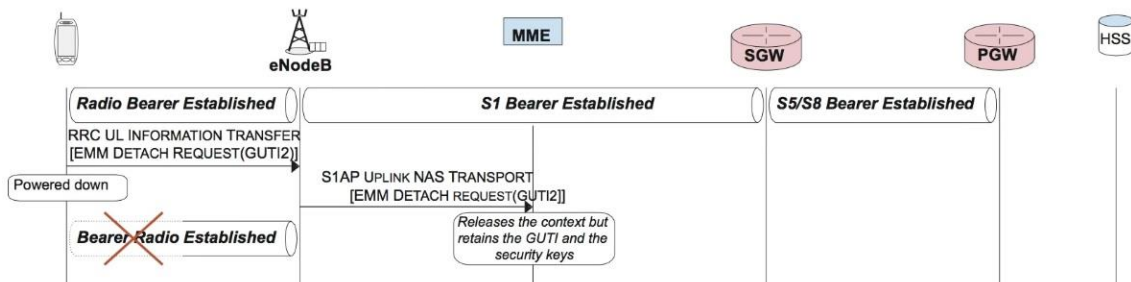 MME
HSS
eNodeB
SGW
PGW
Radio Bearer Established
S1 Bearer Established
S5/S8 Bearer Established
RRC UL INFORMATION TRANSFER
[EMM DETACH REQUEST(GUTI2)]
Powered down
S1AP UPLINK NAS TRANSPORT
[EMM DETACH REQUEST(GUTI2]]
Releases the context but
retains the GUTI and the
security keys
Bearer Radio Established